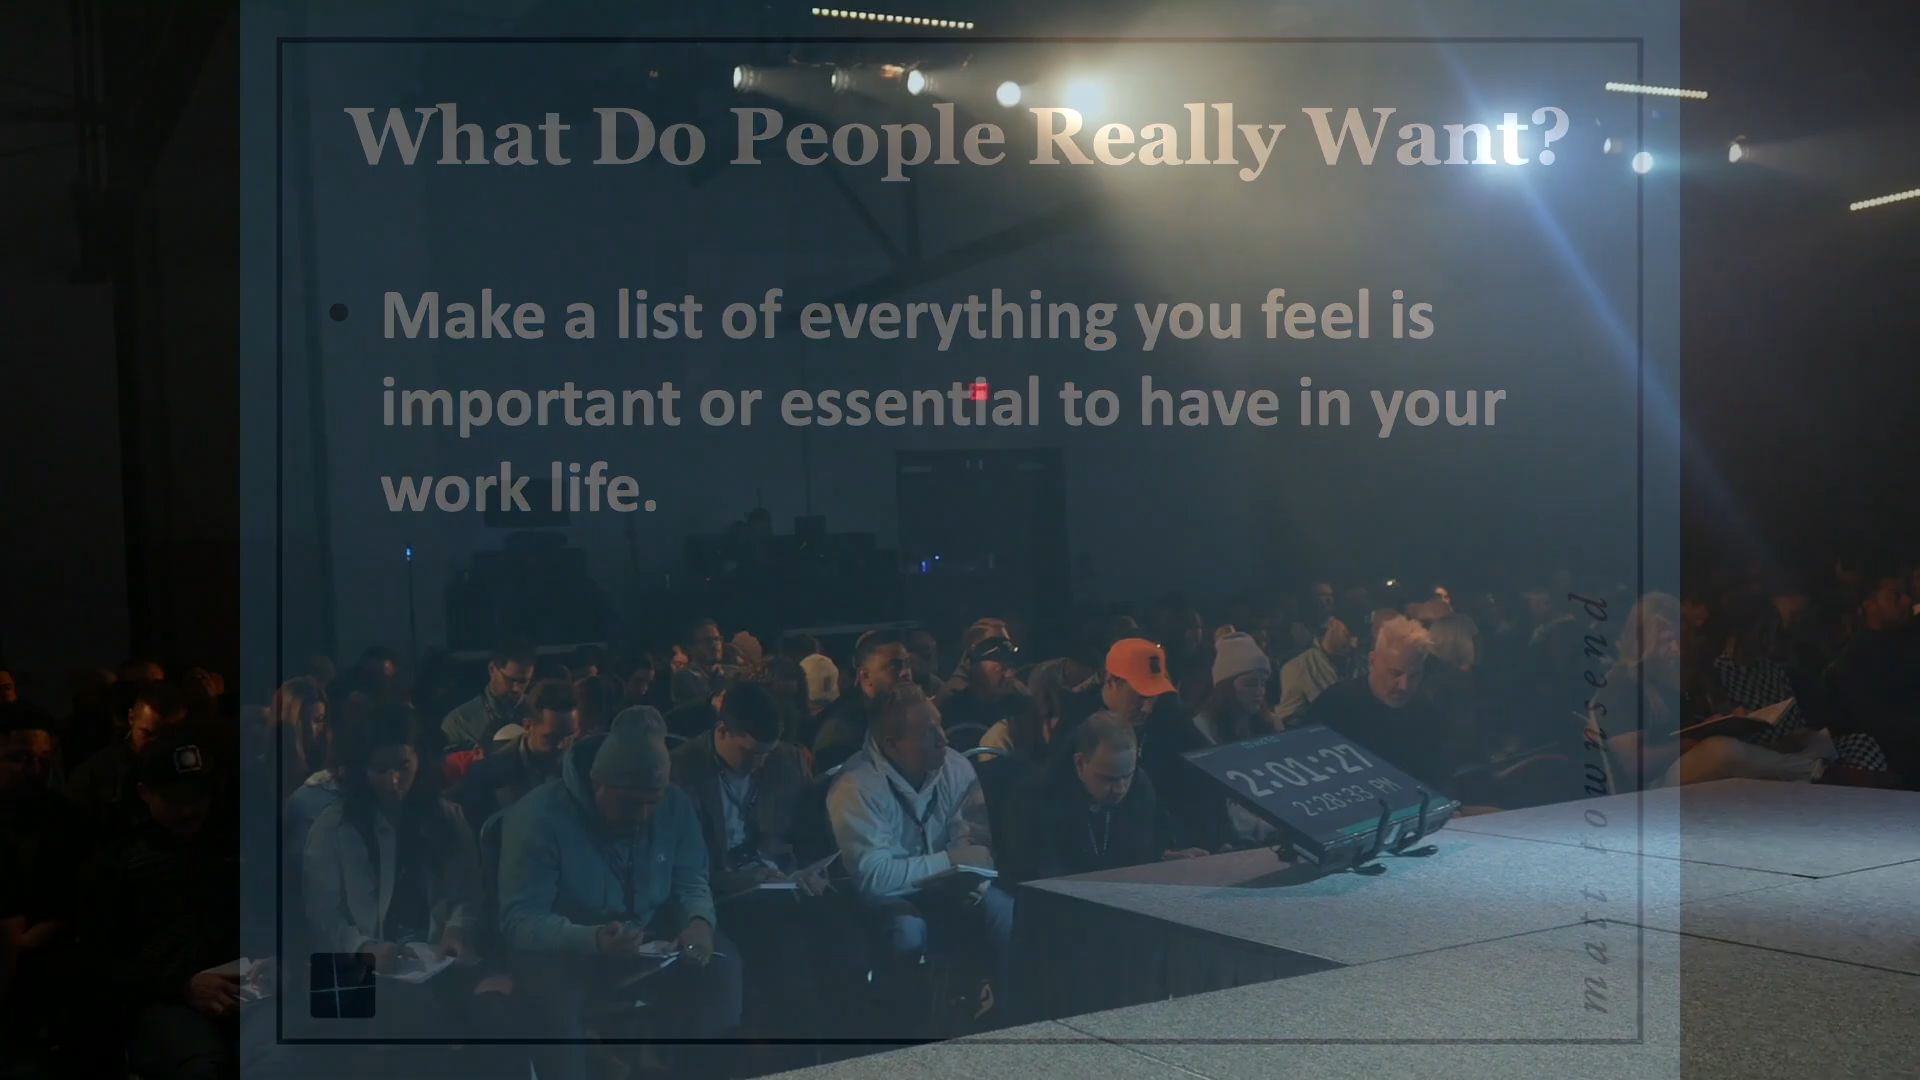 What Do People Really Want?
• Make a list of everything you feel is
important or essential to have in your
work life.
2:01:27
2:28:33 PM
matt townsend